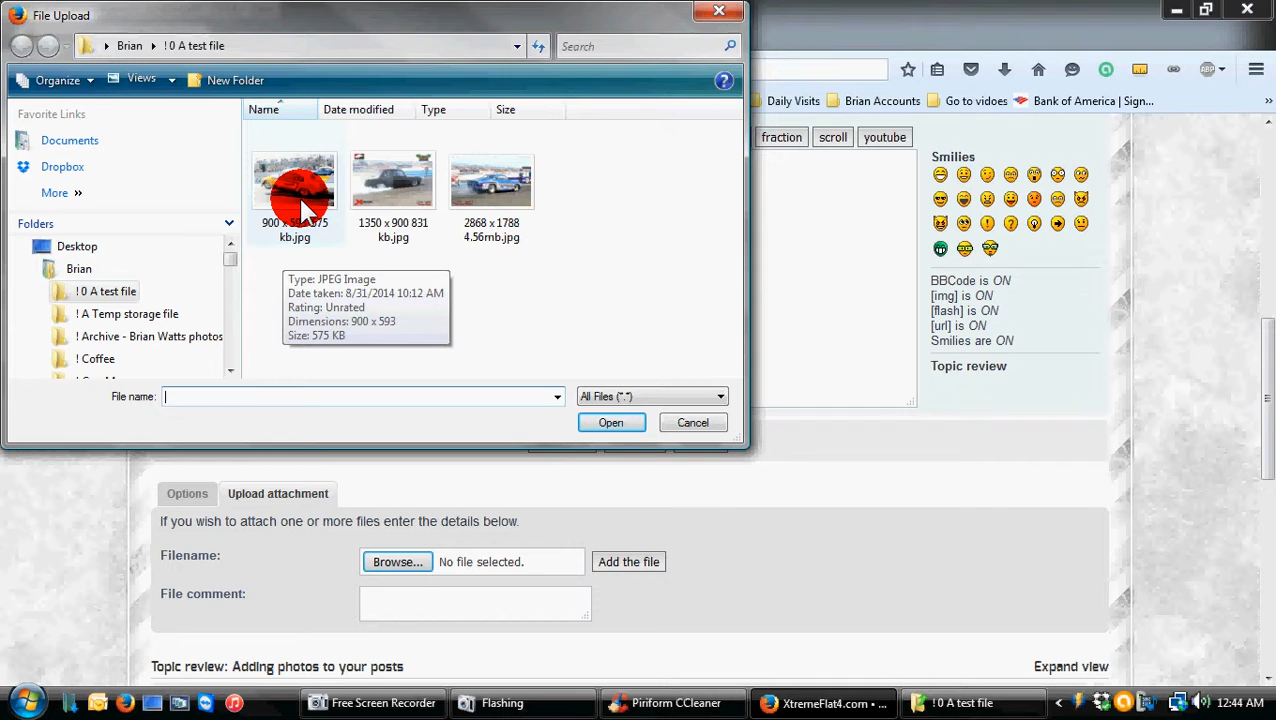 File Upload
Brian
! 0 A test file
Search
Organize
Views
New Folder
?
Favorite Links
Documents
Dropbox
More »
Folders
Desktop
Brian
! 0 A test file
! A Temp storage file
! Archive - Brian Watts photos
! Coffee
Name
Date modified
Type
Size
1350 x 900 831
kb.jpg
2868 x 1788
4.56mb.jpg
kb.jpg
Type: JPEG Image
Date taken: 8/31/2014 10:12 AM
Rating: Unrated
Dimensions: 900 x 593
Size: 575 KB
File name:
All Files (*.*)
Open
Cancel
ABP
Daily Visits
Brian Accounts
Go to vidoes
Bank of America | Sign...
fraction
scroll
youtube
Smilies
BBCode is ON
[img] is ON
[flash] is ON
[url] is ON
Smilies are ON
Topic review
Options
Upload attachment
If you wish to attach one or more files enter the details below.
Filename:
Browse...
No file selected.
Add the file
File comment:
Topic review: Adding photos to your posts
Expand view
Free Screen Recorder
Flashing
Piriform CCleaner
XtremeFlat4.com • ...
! 0 A test file
12:44 AM